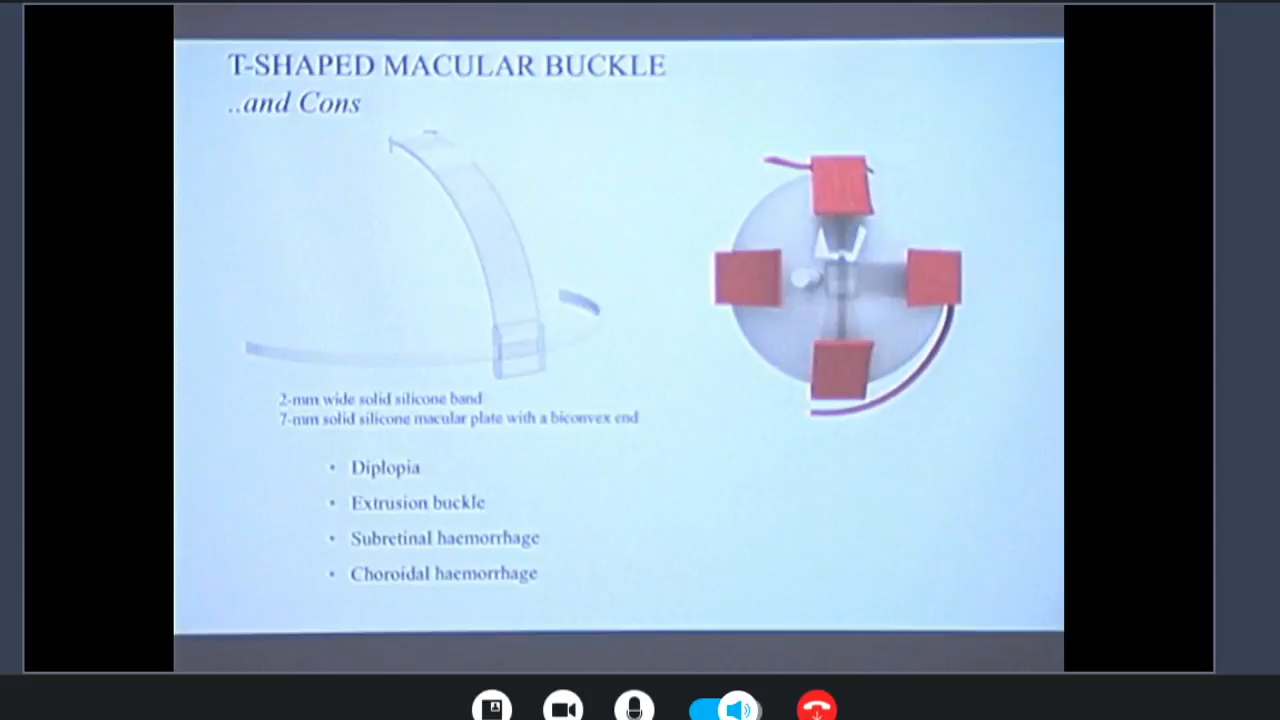 T-SHAPED MACULAR BUCKLE
..and Cons
2-mm wide solid silicone band
7-mm solid silicone macular plate with a biconvex end
• Diplopia
• Extrusion buckle
• Subretinal haemorrhage
• Choroidal haemorrhage